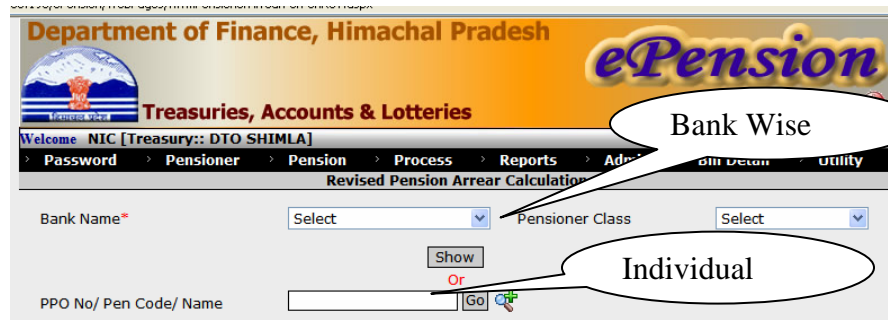 Department of Finance, Himachal Pradesh
ePension
Treasuries, Accounts & Lotteries
Bank Wise
Welcome NIC [Treasury:: DTO SHIMLA]
Password Pensioner Pension Process Reports Bill Detail Utility
Revised Pension Arrear Calculation
Bank Name* Select Pensioner Class Select
Show
Or
Individual
PPO No/ Pen Code/ Name Go